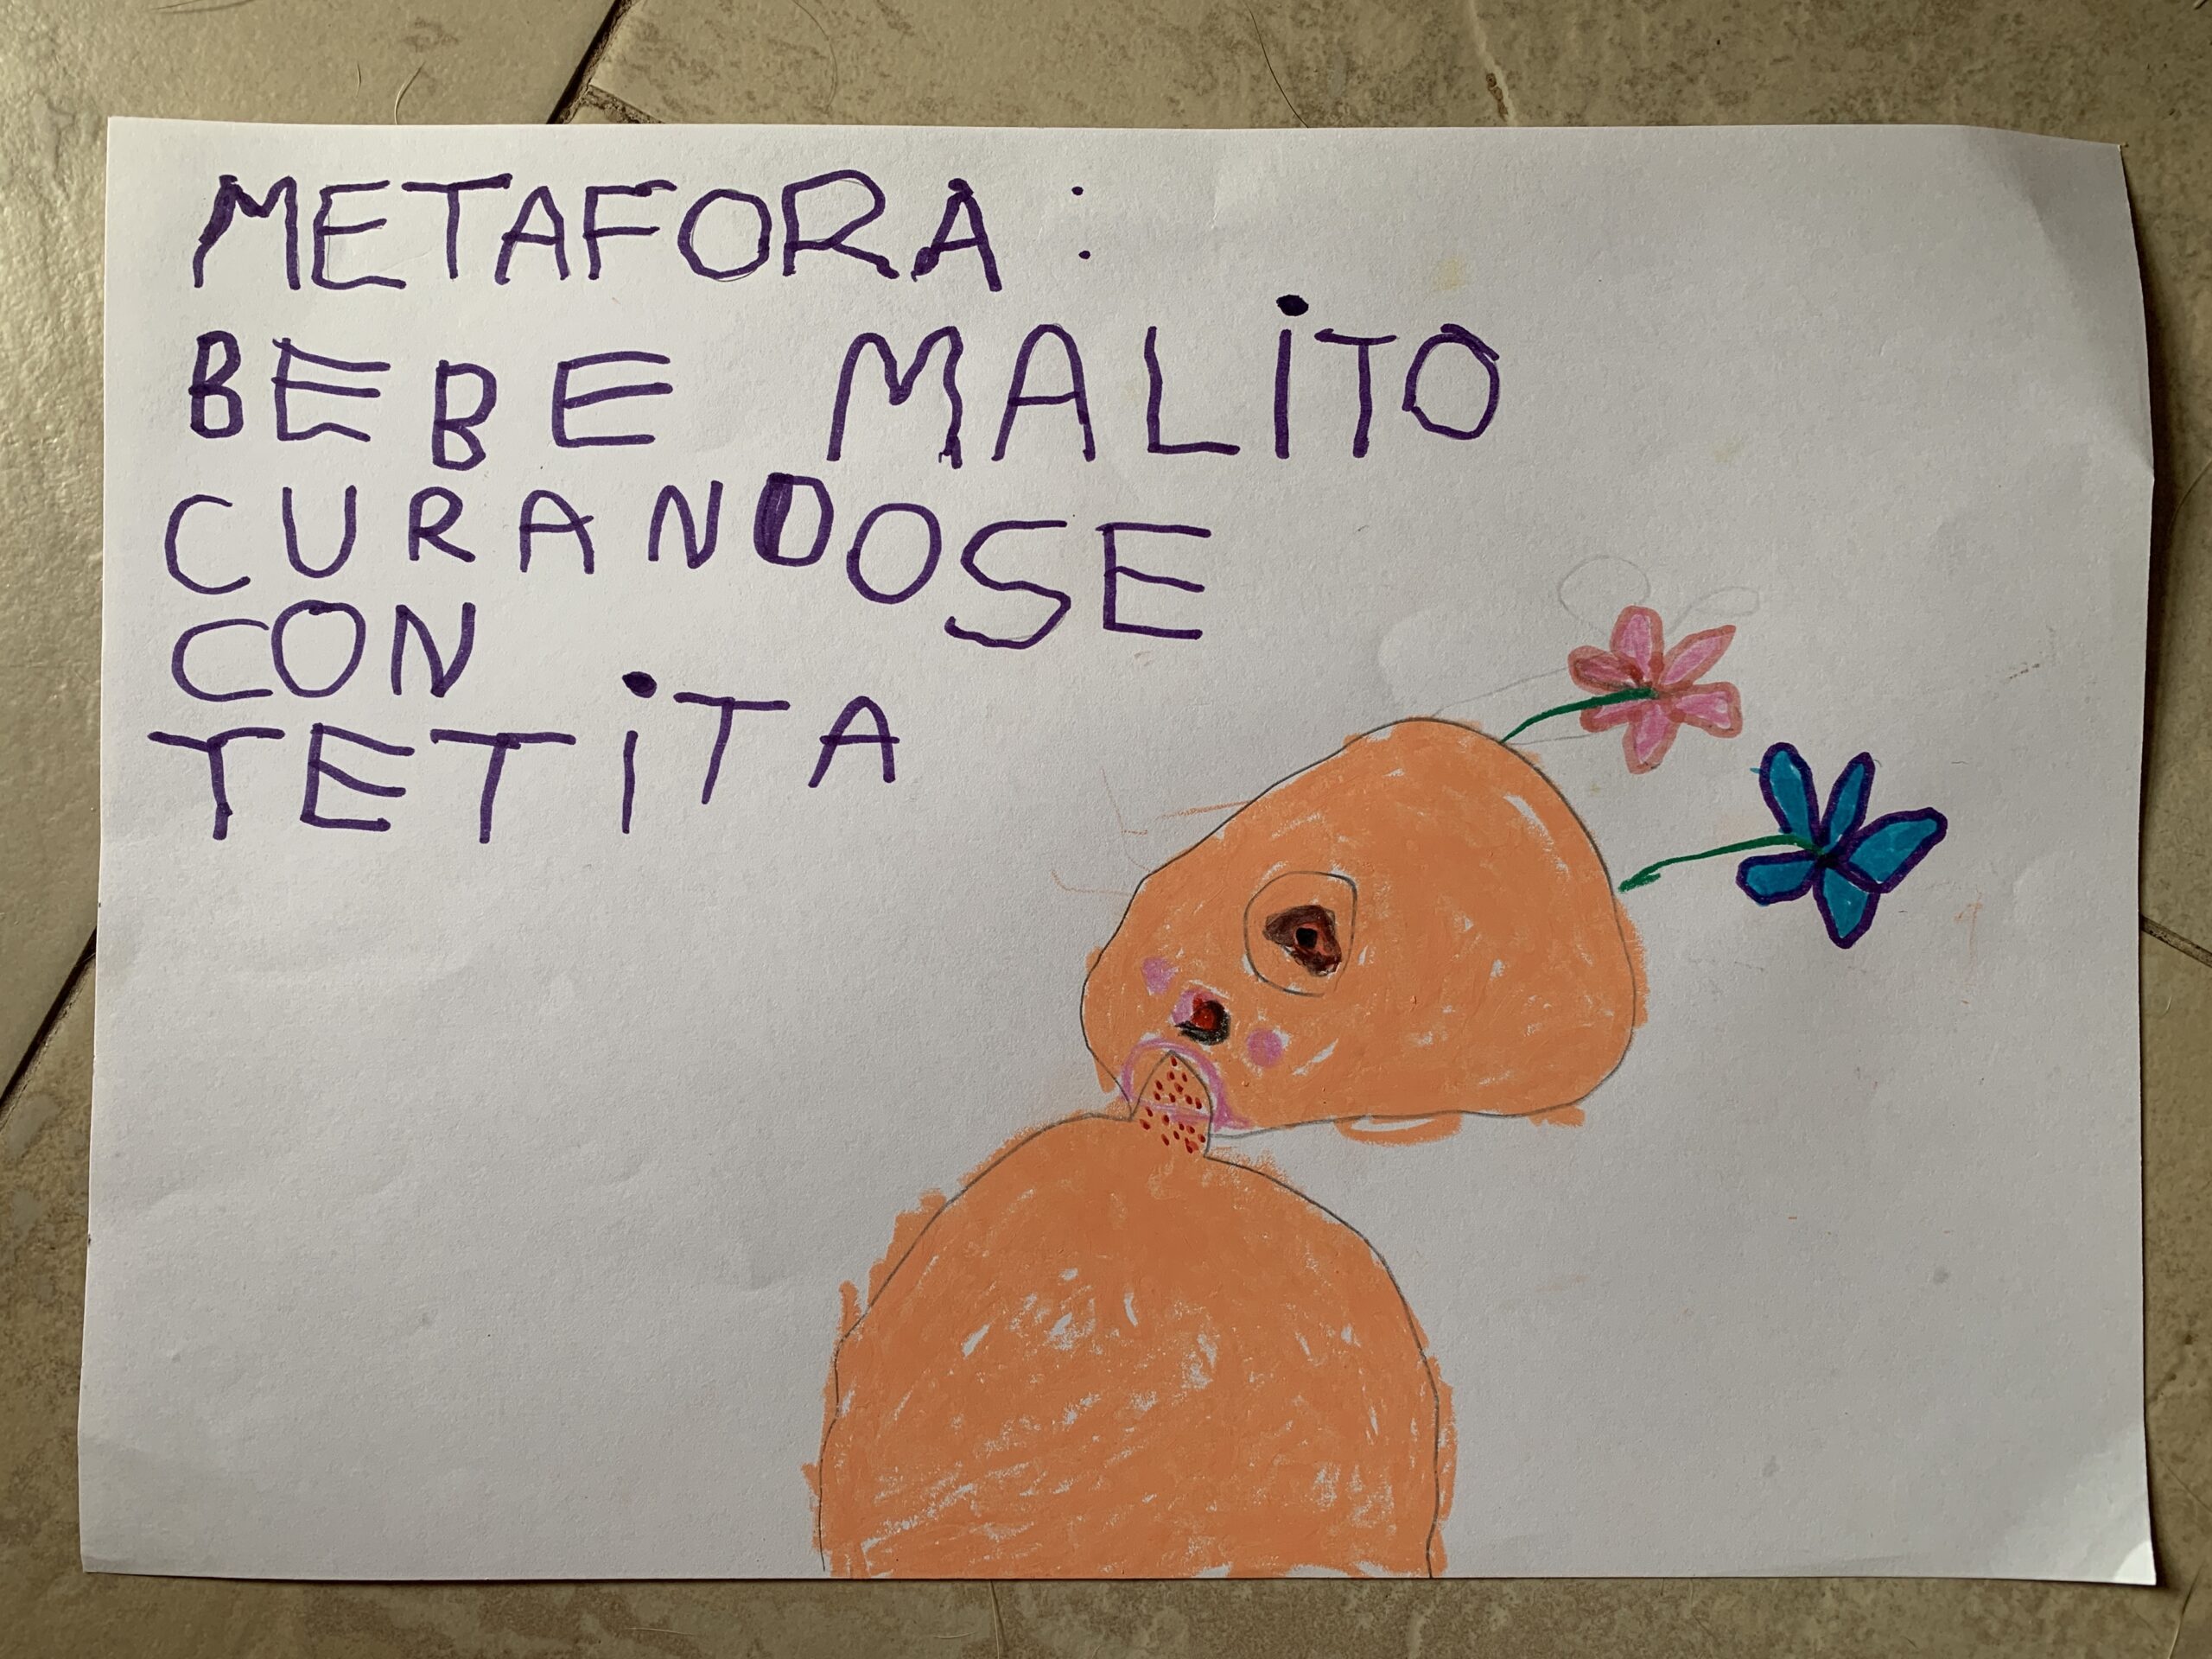 METAFORA:
BEBE MALiTO
CURANDOSE
CON
TETiTA